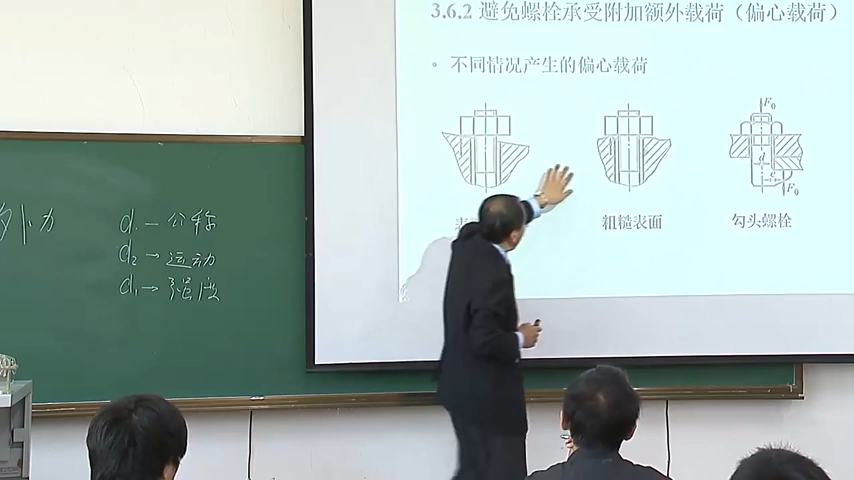 3.6.2 避免螺栓承受附加额外载荷（偏心载荷）
• 不同情况产生的偏心载荷
F₀
d
e
F₀
粗糙表面
勾头螺栓
外力
d — 公称
d₂ → 运动
d₁ → 强度